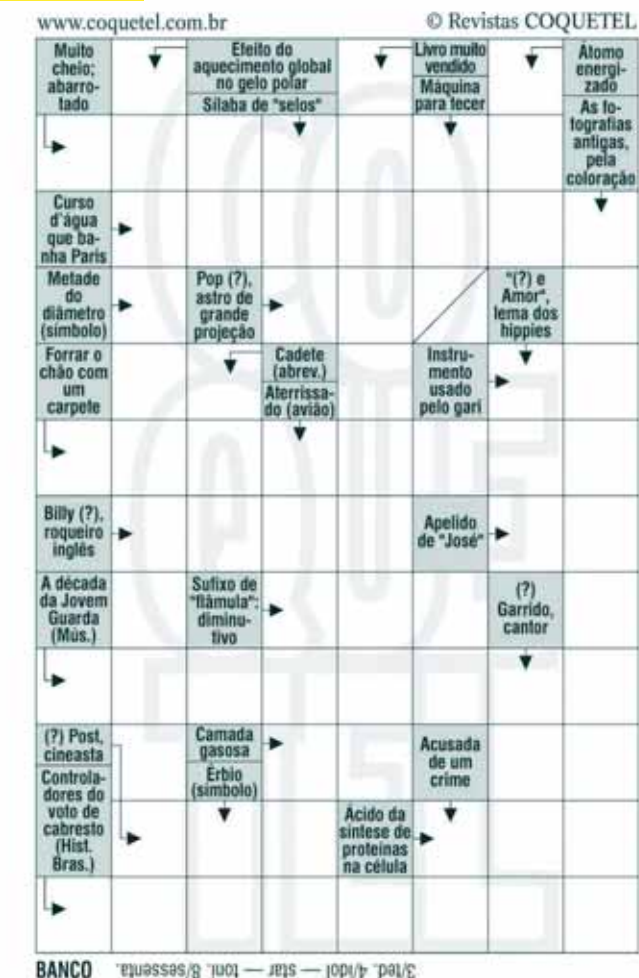 www.coquetel.com.br
© Revistas COQUETEL
Muito
cheio;
abarro-
tado
Efeito do
aquecimento global
no gelo polar
Sílaba de "selos"
Livro muito
vendido
Máquina
para tecer
Átomo
energi-
zado
As fo-
tografias
antigas,
pela
coloração
Curso
d'água
que ba-
nha Paris
Metade
do
diâmetro
(símbolo)
Pop (?),
astro de
grande
projeção
"(?) e
Amor",
lema dos
hippies
Forrar o
chão com
um
carpete
Cadete
(abrev.)
Aterrissa-
do (avião)
Instru-
mento
usado
pelo gari
Billy (?),
roqueiro
inglês
Apelido
de "José"
A década
da Jovem
Guarda
(Mús.)
Sufixo de
"flâmula":
diminu-
tivo
(?)
Garrido,
cantor
(?) Post,
cineasta
Controla-
dores do
voto de
cabresto
(Hist.
Bras.)
Camada
gasosa
Érbio
(símbolo)
Acusada
de um
crime
Ácido da
síntese de
proteínas
na célula
BANCO
3/ted. 4/idol — star — toni. 8/sessenta.